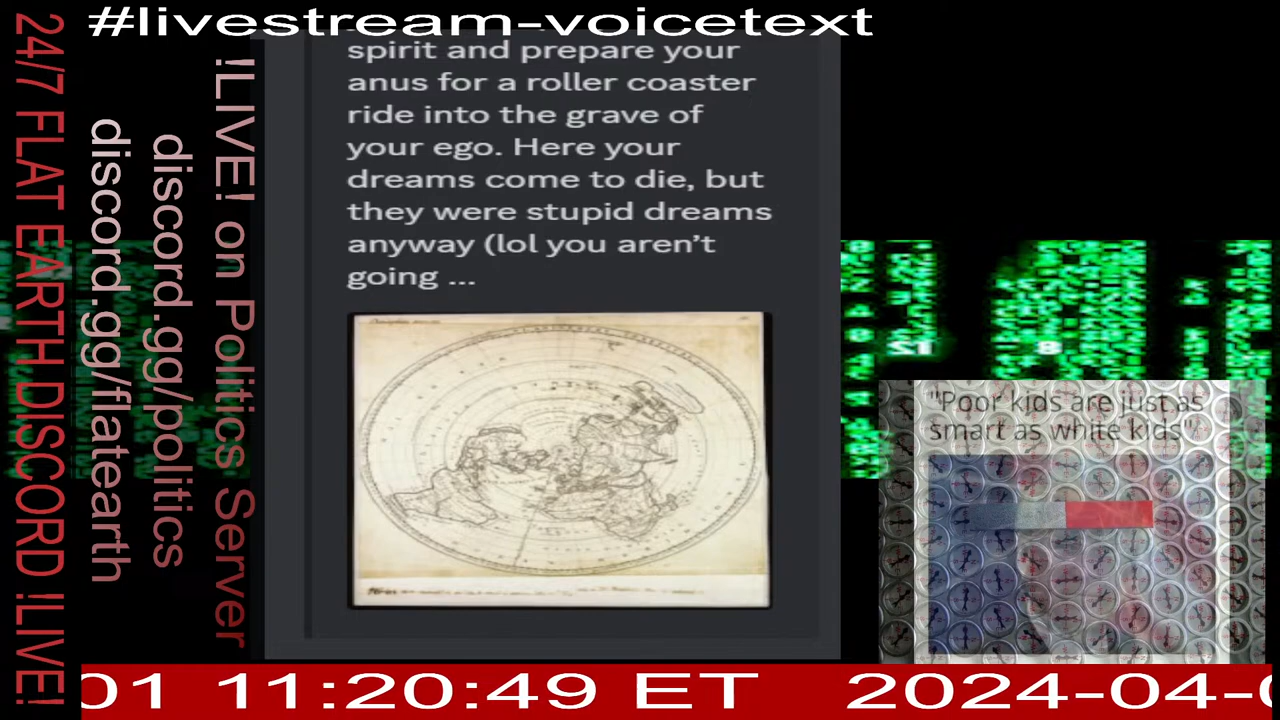 #livestream-voicetext
24/7 FLAT EARTH DISCORD !LIVE!
discord.gg/flatearth
discord.gg/politics
!LIVE! on Politics Server
spirit and prepare your
anus for a roller coaster
ride into the grave of
your ego. Here your
dreams come to die, but
they were stupid dreams
anyway (lol you aren't
going ...
"Poor kids are just as
smart as white kids"
01 11:20:49 ET 2024-04-0